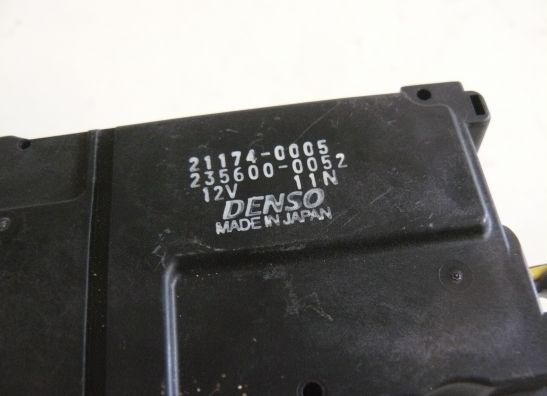 21174-0005
235600-0052
12V 11N
DENSO
MADE IN JAPAN